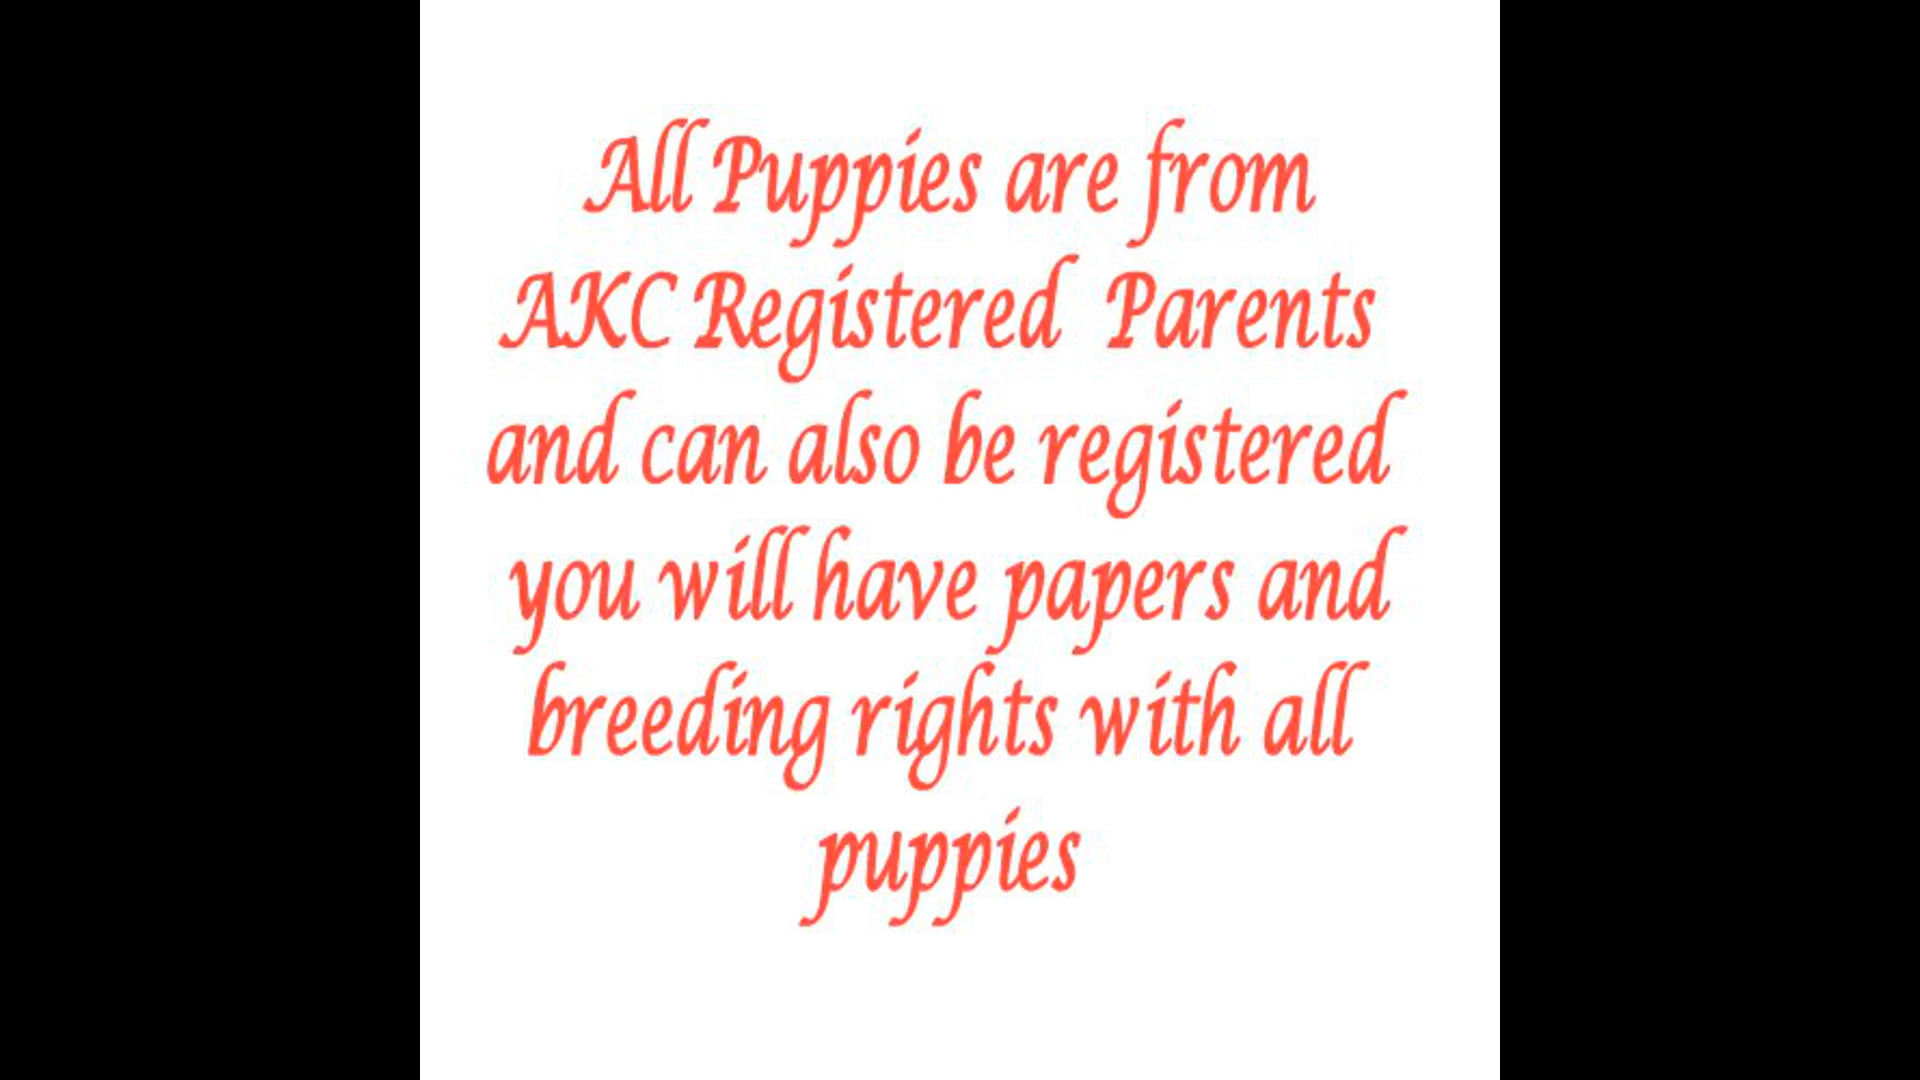 All Puppies are from
AKC Registered Parents
and can also be registered
you will have papers and
breeding rights with all
puppies